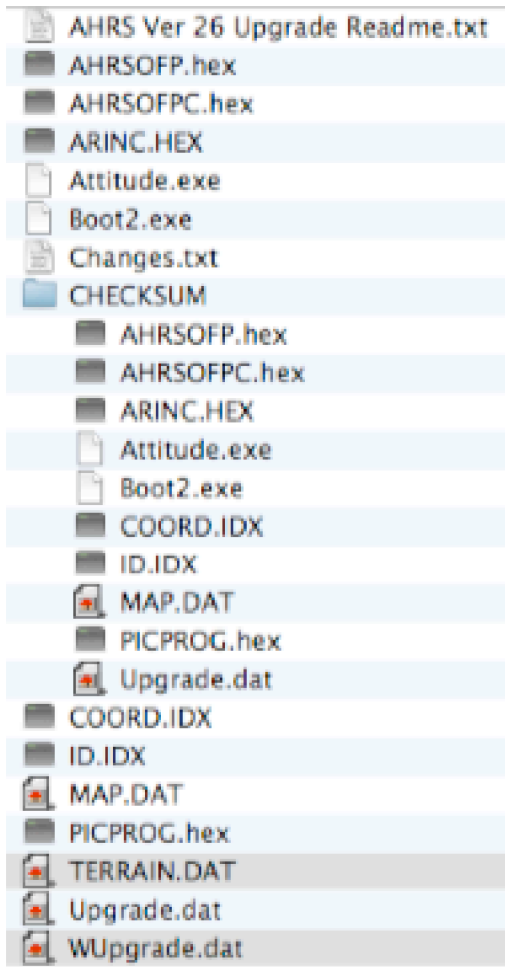 AHRS Ver 26 Upgrade Readme.txt
AHRSOFP.hex
AHRSOFPC.hex
ARINC.HEX
Attitude.exe
Boot2.exe
Changes.txt
CHECKSUM
AHRSOFP.hex
AHRSOFPC.hex
ARINC.HEX
Attitude.exe
Boot2.exe
COORD.IDX
ID.IDX
MAP.DAT
PICPROG.hex
Upgrade.dat
COORD.IDX
ID.IDX
MAP.DAT
PICPROG.hex
TERRAIN.DAT
Upgrade.dat
WUpgrade.dat